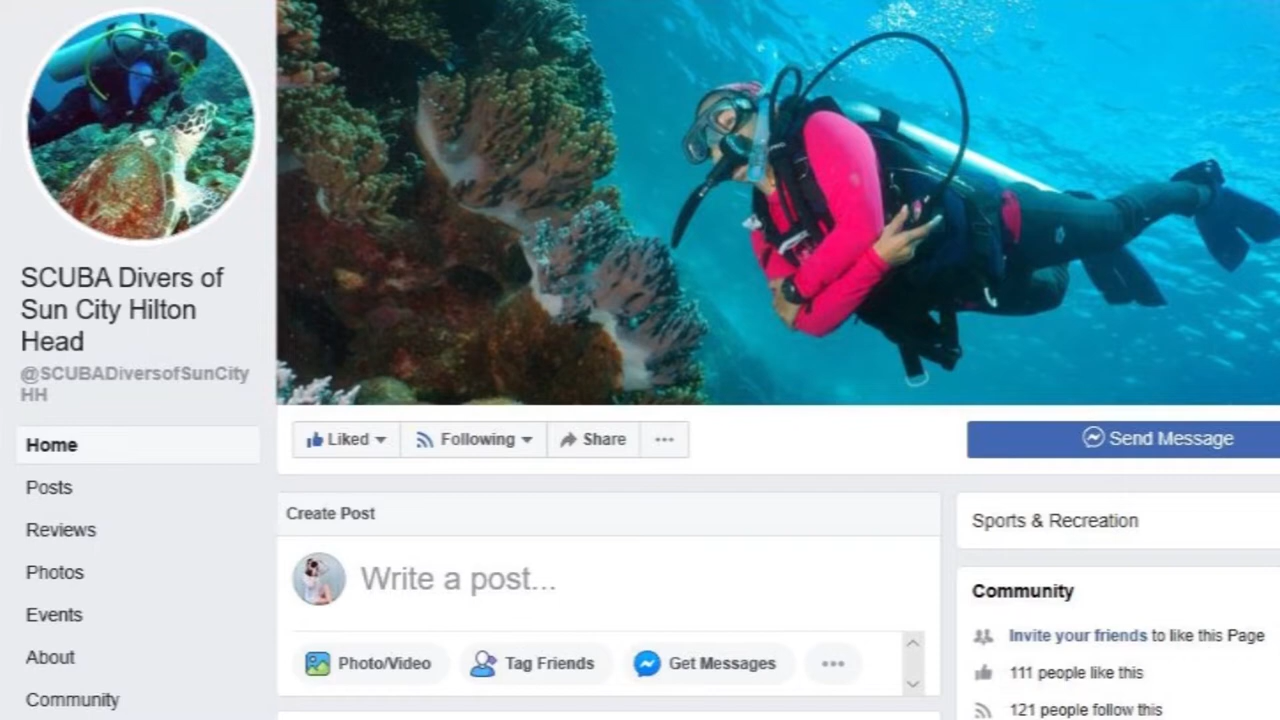 SCUBA Divers of
Sun City Hilton
Head
@SCUBADiversofSunCity
HH
Home
Posts
Reviews
Photos
Events
About
Community
Liked
Following
Share
Send Message
Create Post
Write a post...
Photo/Video
Tag Friends
Get Messages
Sports & Recreation
Community
Invite your friends to like this Page
111 people like this
121 people follow this